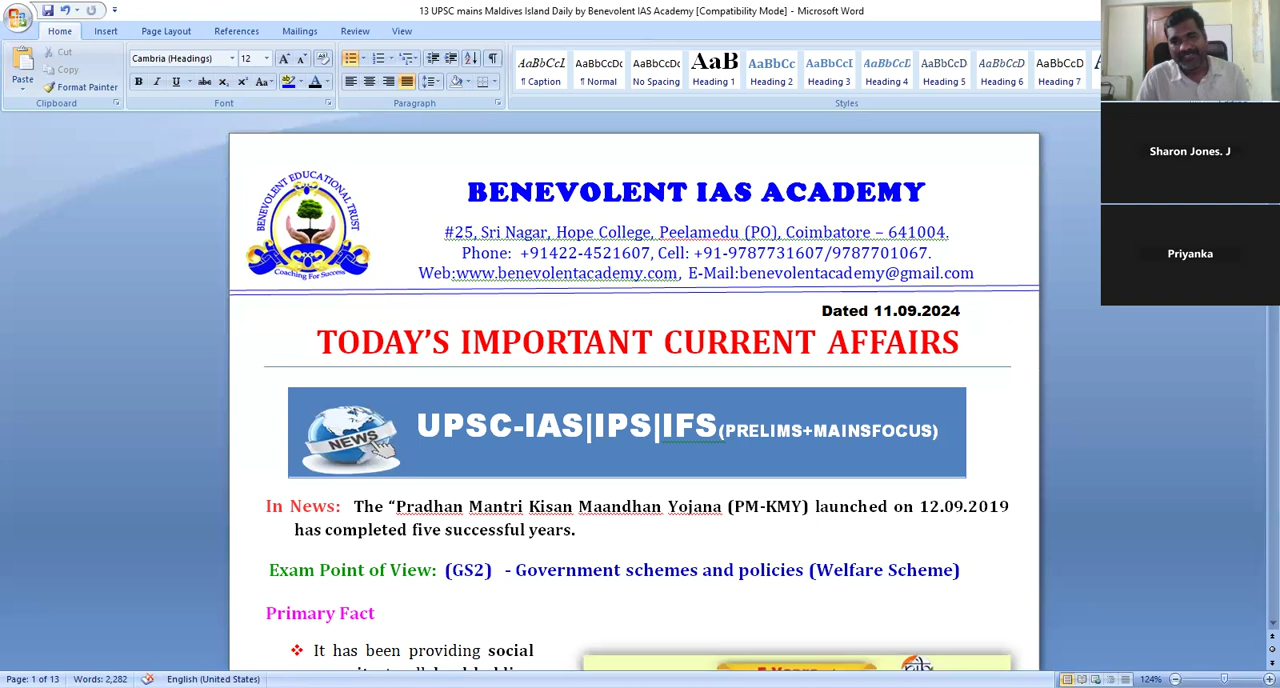 13 UPSC mains Maldives Island Daily by Benevolent IAS Academy [Compatibility Mode] - Microsoft Word
Home Insert Page Layout References Mailings Review View
Paste
Cut
Copy
Format Painter
Clipboard
Cambria (Headings) 12
B I U abc x, x² Aa
Font
Paragraph
AaBbCcL AaBbCcDc AaBbCcDc AaB AaBbCc AaBbCcI AaBbCcI AaBbCcD AaBbCcD AaBbCcI
¶ Caption ¶ Normal No Spacing Heading 1 Heading 2 Heading 3 Heading 4 Heading 5 Heading 6 Heading 7
Styles
Sharon Jones. J
Priyanka
BENEVOLENT EDUCATIONAL TRUST
Coaching For Success
BENEVOLENT IAS ACADEMY
#25, Sri Nagar, Hope College, Peelamedu (PO), Coimbatore – 641004.
Phone: +91422-4521607, Cell: +91-9787731607/9787701067.
Web:www.benevolentacademy.com, E-Mail:benevolentacademy@gmail.com
Dated 11.09.2024
TODAY’S IMPORTANT CURRENT AFFAIRS
NEWS
UPSC-IAS|IPS|IFS(PRELIMS+MAINSFOCUS)
In News: The “Pradhan Mantri Kisan Maandhan Yojana (PM-KMY) launched on 12.09.2019
has completed five successful years.
Exam Point of View: (GS2) - Government schemes and policies (Welfare Scheme)
Primary Fact
❖ It has been providing social
Page: 1 of 13 Words: 2,282 English (United States) 124%